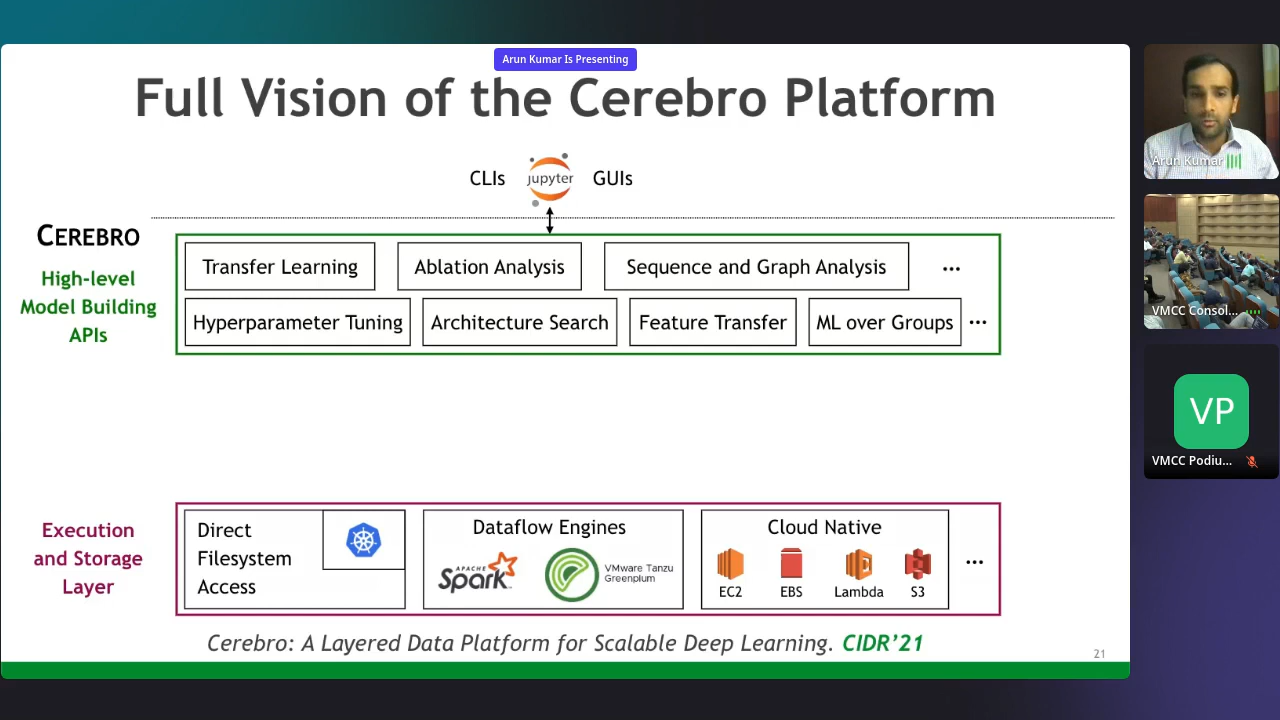 Arun Kumar Is Presenting
Full Vision of the Cerebro Platform
CLIs
jupyter
GUIs
CEREBRO
High-level
Model Building
APIs
Transfer Learning
Ablation Analysis
Sequence and Graph Analysis
...
Hyperparameter Tuning
Architecture Search
Feature Transfer
ML over Groups
...
Execution
and Storage
Layer
Direct
Filesystem
Access
Dataflow Engines
APACHE
Spark
VMware Tanzu
Greenplum
Cloud Native
EC2
EBS
Lambda
S3
...
Cerebro: A Layered Data Platform for Scalable Deep Learning. CIDR’21
21
Arun Kumar
VMCC Consol...
VP
VMCC Podiu...